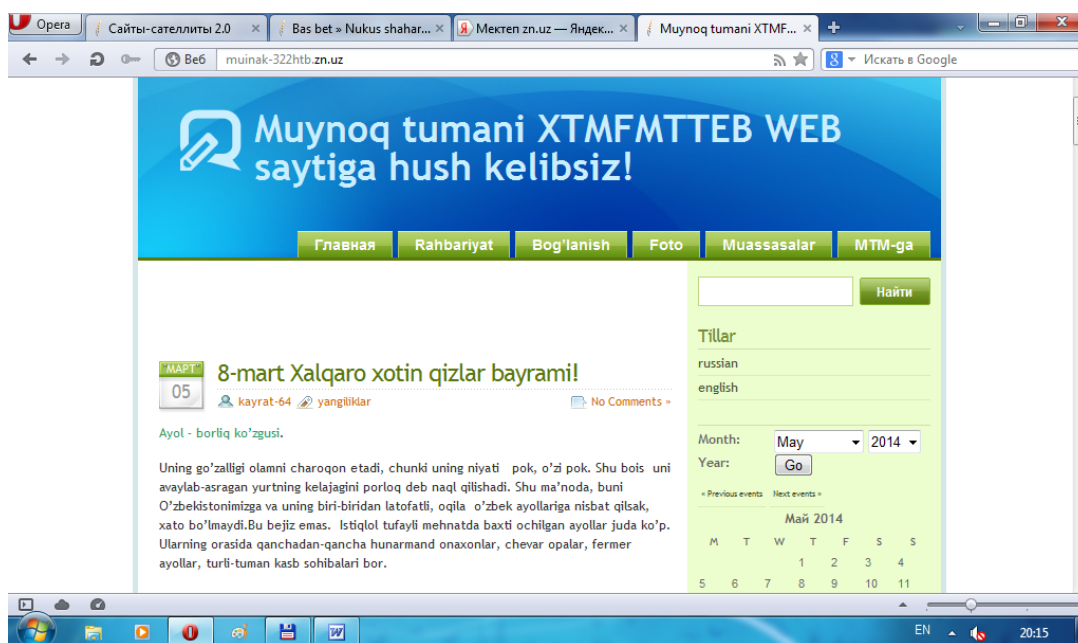 Opera
Сайты-сателлиты 2.0
Bas bet » Nukus shahar...
Мектеп zn.uz — Яндек...
Muynoq tumani XTMF...
Веб
muinak-322htb.zn.uz
Искать в Google
Muynoq tumani XTMFMTTEB WEB
saytiga hush kelibsiz!
Главная Rahbariyat Bog'lanish Foto Muassasalar MTM-ga
Найти
Tillar
russian
english
"МАРТ"
05
8-mart Xalqaro xotin qizlar bayrami!
kayrat-64 yangiliklar No Comments »
Ayol - borliq ko’zgusi.
Uning go’zalligi olamni charoqon etadi, chunki uning niyati pok, o’zi pok. Shu bois uni
avaylab-asragan yurtning kelajagini porloq deb naql qilishadi. Shu ma’noda, buni
O’zbekistonimizga va uning biri-biridan latofatli, oqila o’zbek ayollariga nisbat qilsak,
xato bo’lmaydi.Bu bejiz emas. Istiqlol tufayli mehnatda baxti ochilgan ayollar juda ko’p.
Ularning orasida qanchadan-qancha hunarmand onaxonlar, chevar opalar, fermer
ayollar, turli-tuman kasb sohibalari bor.
Month: May 2014
Year: Go
« Previous events Next events »
Май 2014
M T W T F S S
1 2 3 4
5 6 7 8 9 10 11
EN 20:15